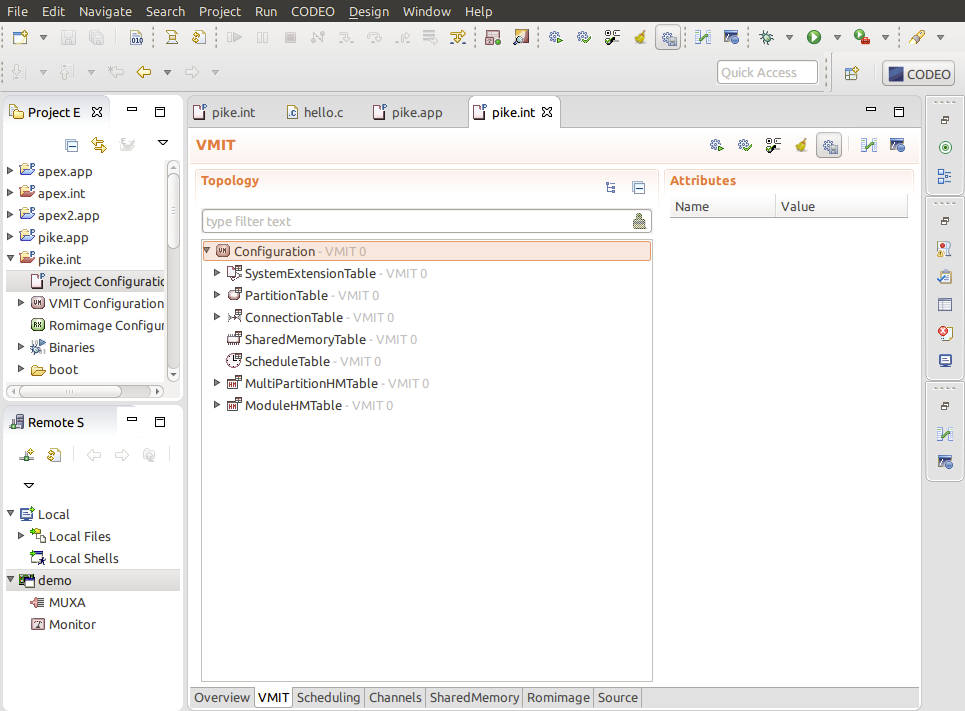 File Edit Navigate Search Project Run CODEO Design Window Help
010
Quick Access
CODEO
Project E
apex.app
apex.int
apex2.app
pike.app
pike.int
Project Configuratio
VMIT Configuration
Romimage Configur
Binaries
boot
Remote S
Local
Local Files
Local Shells
demo
MUXA
Monitor
pike.int hello.c pike.app pike.int
VMIT
Topology
type filter text
Configuration - VMIT 0
SystemExtensionTable - VMIT 0
PartitionTable - VMIT 0
ConnectionTable - VMIT 0
SharedMemoryTable - VMIT 0
ScheduleTable - VMIT 0
MultiPartitionHMTable - VMIT 0
ModuleHMTable - VMIT 0
Attributes
Name Value
Overview VMIT Scheduling Channels SharedMemory Romimage Source